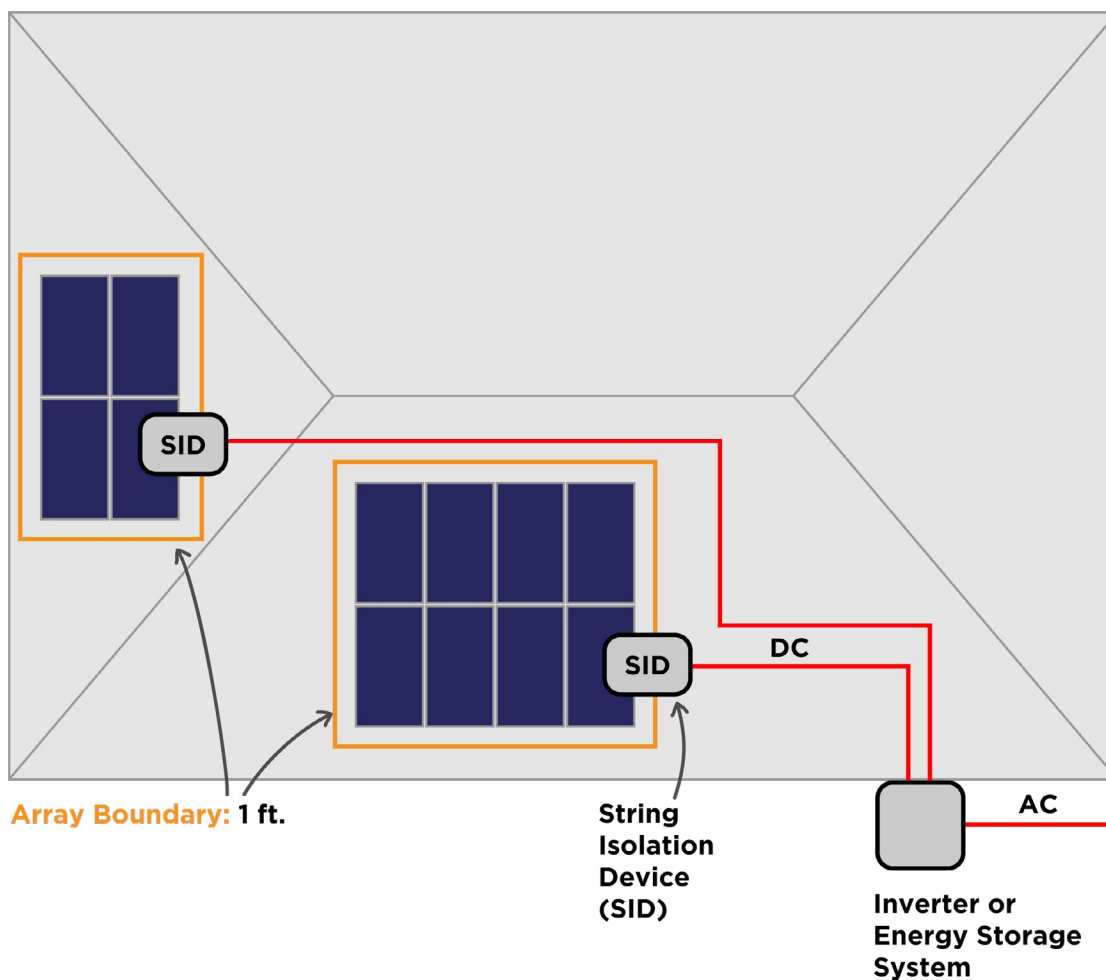 SID
SID
DC
Array Boundary: 1 ft.
String
Isolation
Device
(SID)
AC
Inverter or
Energy Storage
System